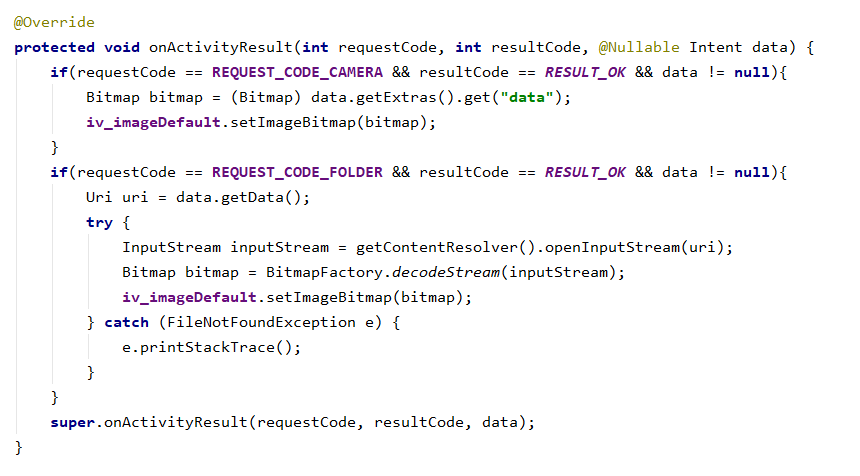 @Override
protected void onActivityResult(int requestCode, int resultCode, @Nullable Intent data) {
    if(requestCode == REQUEST_CODE_CAMERA && resultCode == RESULT_OK && data != null){
        Bitmap bitmap = (Bitmap) data.getExtras().get("data");
        iv_imageDefault.setImageBitmap(bitmap);
    }
    if(requestCode == REQUEST_CODE_FOLDER && resultCode == RESULT_OK && data != null){
        Uri uri = data.getData();
        try {
            InputStream inputStream = getContentResolver().openInputStream(uri);
            Bitmap bitmap = BitmapFactory.decodeStream(inputStream);
            iv_imageDefault.setImageBitmap(bitmap);
        } catch (FileNotFoundException e) {
            e.printStackTrace();
        }
    }
    super.onActivityResult(requestCode, resultCode, data);
}